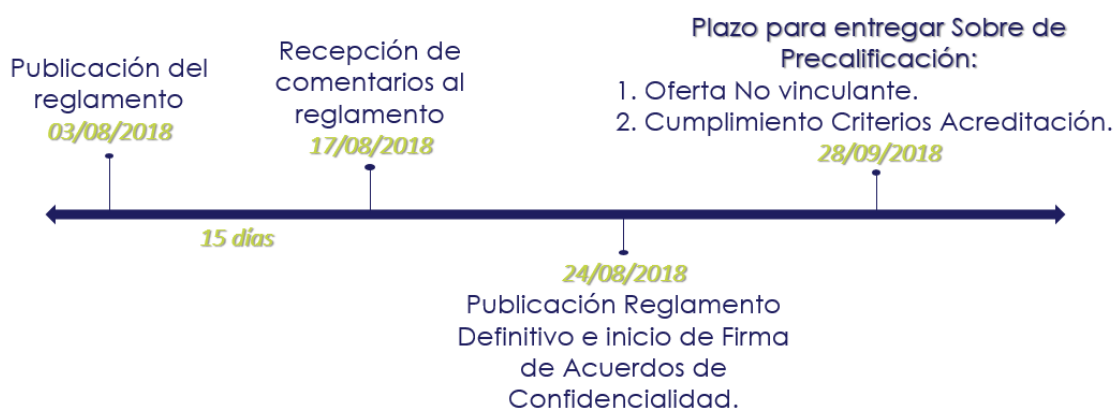 Publicación del
reglamento
03/08/2018
Recepción de
comentarios al
reglamento
17/08/2018
Plazo para entregar Sobre de
Precalificación:
1. Oferta No vinculante.
2. Cumplimiento Criterios Acreditación.
28/09/2018
15 días
24/08/2018
Publicación Reglamento
Definitivo e inicio de Firma
de Acuerdos de
Confidencialidad.